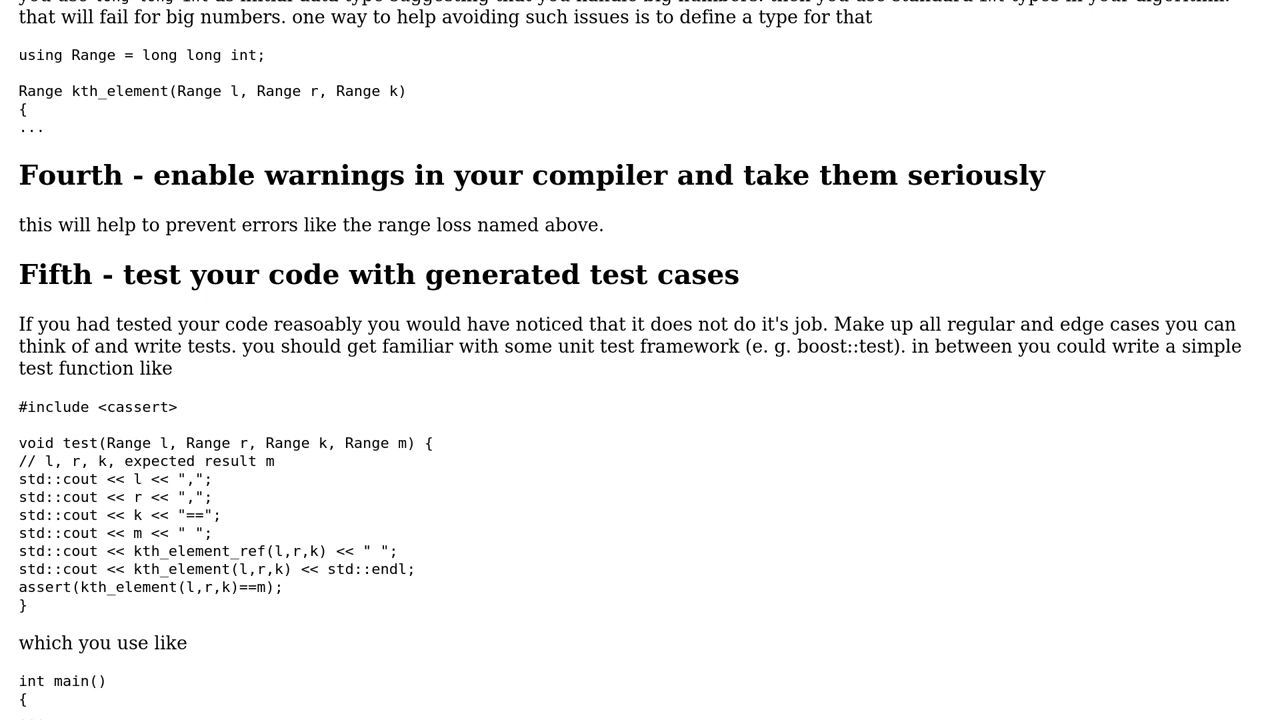 that will fail for big numbers. one way to help avoiding such issues is to define a type for that
using Range = long long int;
Range kth_element(Range l, Range r, Range k)
{
...
Fourth - enable warnings in your compiler and take them seriously
this will help to prevent errors like the range loss named above.
Fifth - test your code with generated test cases
If you had tested your code reasoably you would have noticed that it does not do it's job. Make up all regular and edge cases you can
think of and write tests. you should get familiar with some unit test framework (e. g. boost::test). in between you could write a simple
test function like
#include <cassert>
void test(Range l, Range r, Range k, Range m) {
// l, r, k, expected result m
std::cout << l << ",";
std::cout << r << ",";
std::cout << k << "==";
std::cout << m << " ";
std::cout << kth_element_ref(l,r,k) << " ";
std::cout << kth_element(l,r,k) << std::endl;
assert(kth_element(l,r,k)==m);
}
which you use like
int main()
{